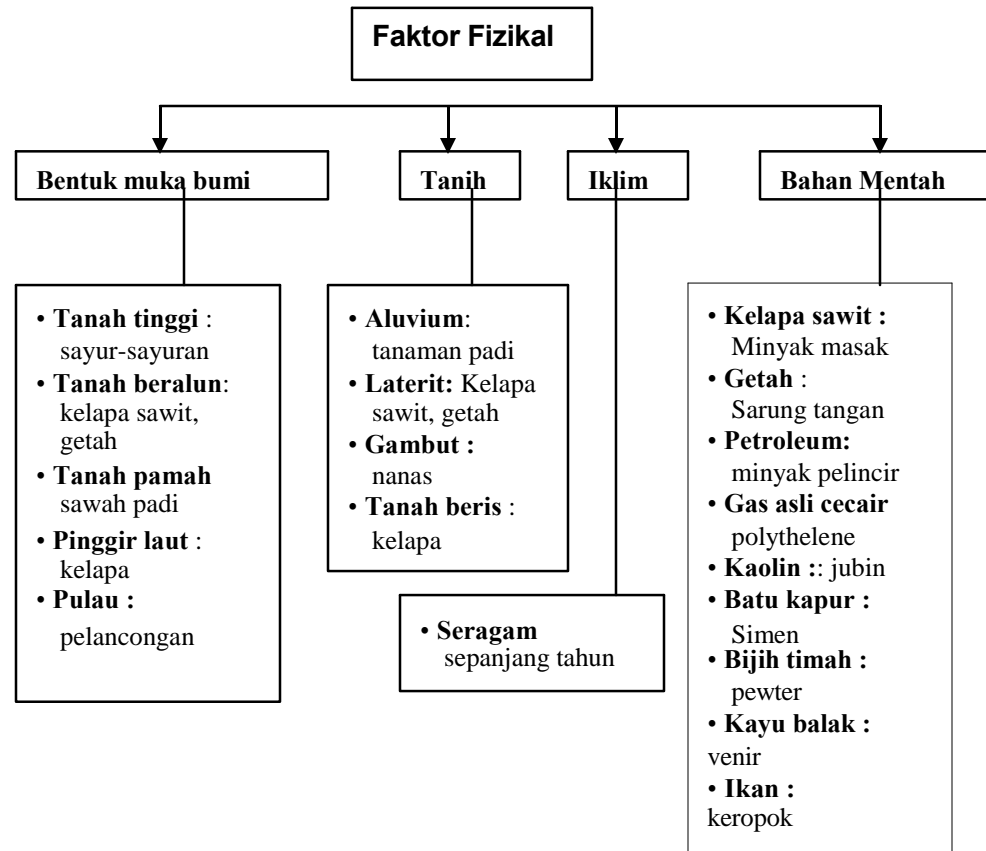 Faktor Fizikal
Bentuk muka bumi
Tanih
Iklim
Bahan Mentah
• Tanah tinggi :
sayur-sayuran
• Tanah beralun:
kelapa sawit,
getah
• Tanah pamah
sawah padi
• Pinggir laut :
kelapa
• Pulau :
pelancongan
• Aluvium:
tanaman padi
• Laterit: Kelapa
sawit, getah
• Gambut :
nanas
• Tanah beris :
kelapa
• Seragam
sepanjang tahun
• Kelapa sawit :
Minyak masak
• Getah :
Sarung tangan
• Petroleum:
minyak pelincir
• Gas asli cecair
polythelene
• Kaolin :: jubin
• Batu kapur :
Simen
• Bijih timah :
pewter
• Kayu balak :
venir
• Ikan :
keropok